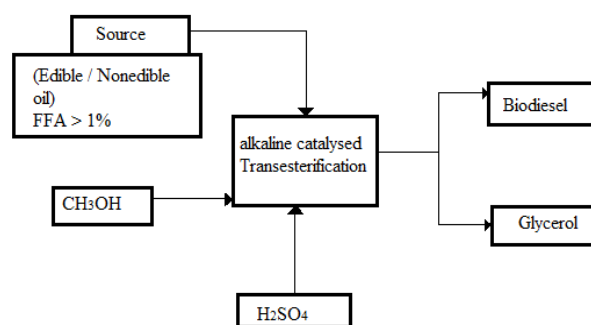 Source
(Edible / Nonedible
oil)
FFA > 1%
alkaline catalysed
Transesterification
Biodiesel
CH₃OH
Glycerol
H₂SO₄